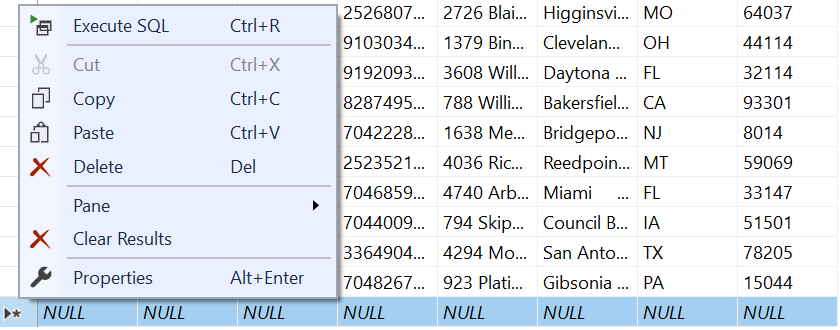 Execute SQL Ctrl+R
Cut Ctrl+X
Copy Ctrl+C
Paste Ctrl+V
Delete Del
Pane
Clear Results
Properties Alt+Enter
2526807... 2726 Blai... Higginsvi... MO 64037
9103034... 1379 Bin... Clevelan... OH 44114
9192093... 3608 Will... Daytona ... FL 32114
8287495... 788 Willi... Bakersfiel... CA 93301
7042228... 1638 Me... Bridgepo... NJ 8014
2523521... 4036 Ric... Reedpoin... MT 59069
7046859... 4740 Arb... Miami ... FL 33147
7044009... 794 Skip... Council B... IA 51501
3364904... 4294 Mo... San Anto... TX 78205
7048267... 923 Plati... Gibsonia ... PA 15044
NULL NULL NULL NULL NULL NULL NULL NULL